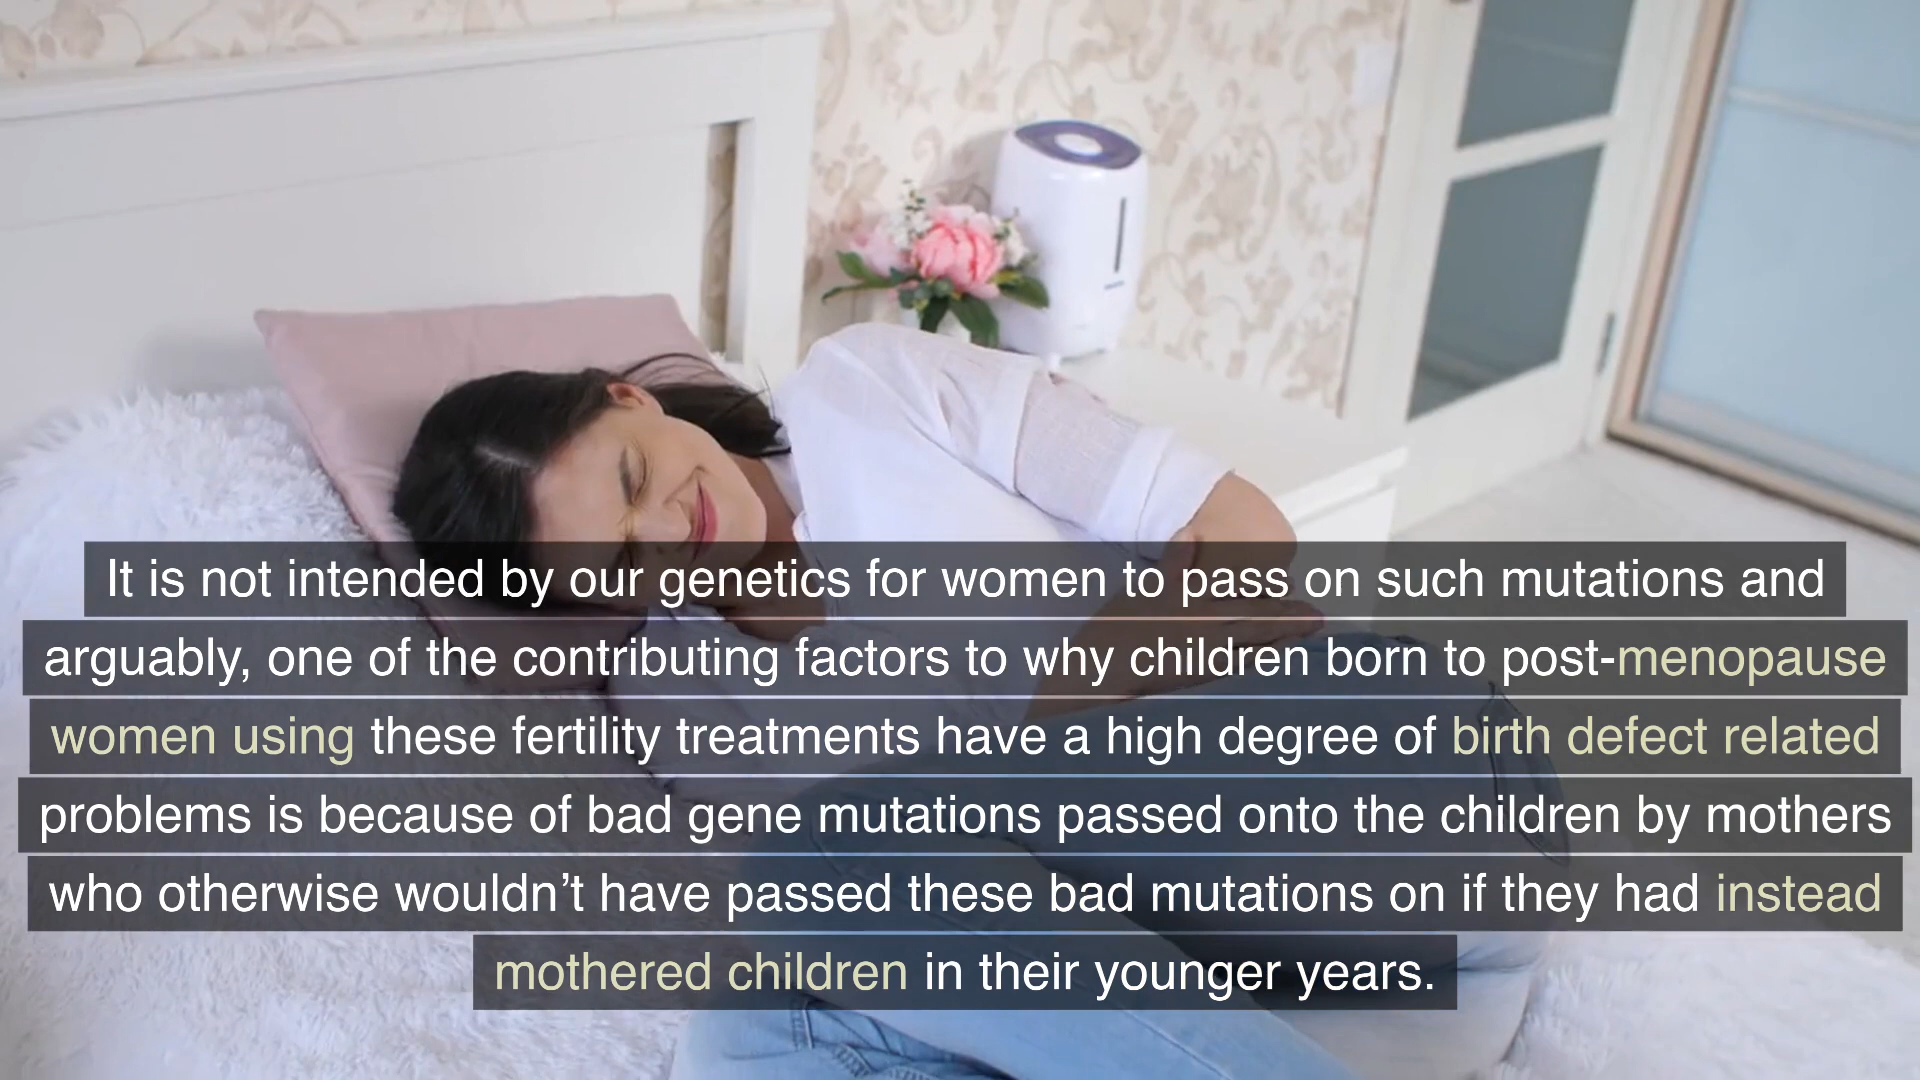 It is not intended by our genetics for women to pass on such mutations and
arguably, one of the contributing factors to why children born to post-menopause
women using these fertility treatments have a high degree of birth defect related
problems is because of bad gene mutations passed onto the children by mothers
who otherwise wouldn’t have passed these bad mutations on if they had instead
mothered children in their younger years.